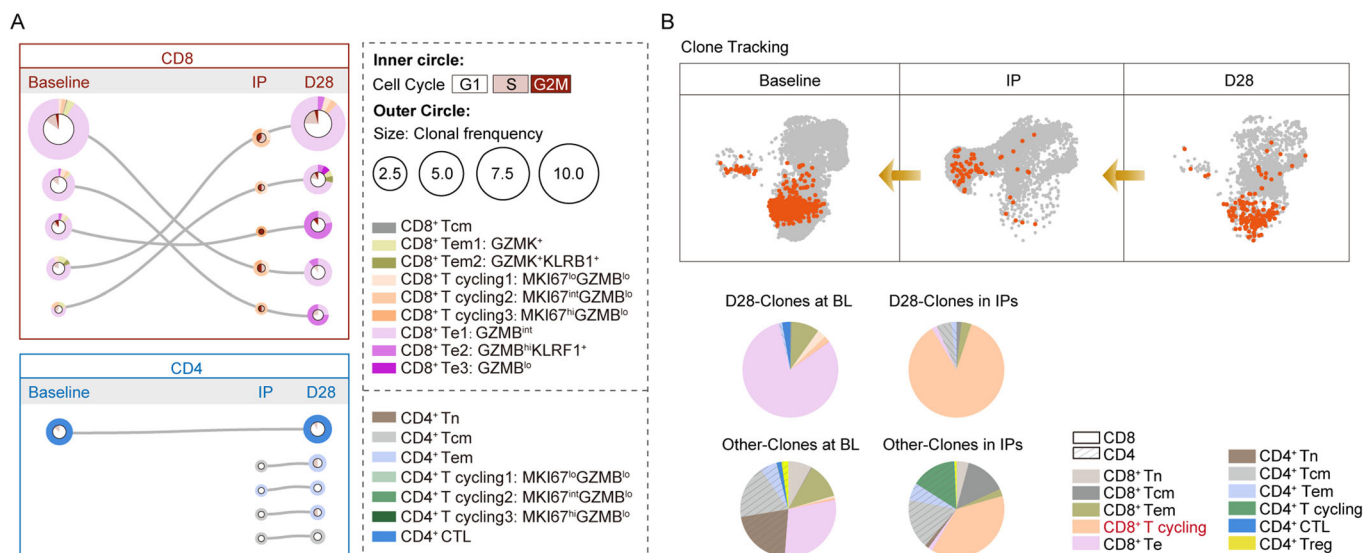 A
CD8
Baseline IP D28
CD4
Baseline IP D28
Inner circle:
Cell Cycle G1 S G2M
Outer Circle:
Size: Clonal frenquency
2.5 5.0 7.5 10.0
CD8⁺ Tcm
CD8⁺ Tem1: GZMK⁺
CD8⁺ Tem2: GZMK⁺KLRB1⁺
CD8⁺ T cycling1: MKI67ˡᵒGZMBˡᵒ
CD8⁺ T cycling2: MKI67ⁱⁿᵗGZMBˡᵒ
CD8⁺ T cycling3: MKI67ʰⁱGZMBˡᵒ
CD8⁺ Te1: GZMBⁱⁿᵗ
CD8⁺ Te2: GZMBʰⁱKLRF1⁺
CD8⁺ Te3: GZMBˡᵒ
CD4⁺ Tn
CD4⁺ Tcm
CD4⁺ Tem
CD4⁺ T cycling1: MKI67ˡᵒGZMBˡᵒ
CD4⁺ T cycling2: MKI67ⁱⁿᵗGZMBˡᵒ
CD4⁺ T cycling3: MKI67ʰⁱGZMBˡᵒ
CD4⁺ CTL
B
Clone Tracking
Baseline IP D28
D28-Clones at BL D28-Clones in IPs
Other-Clones at BL Other-Clones in IPs
CD8
CD4
CD8⁺ Tn
CD8⁺ Tcm
CD8⁺ Tem
CD8⁺ T cycling
CD8⁺ Te
CD4⁺ Tn
CD4⁺ Tcm
CD4⁺ Tem
CD4⁺ T cycling
CD4⁺ CTL
CD4⁺ Treg